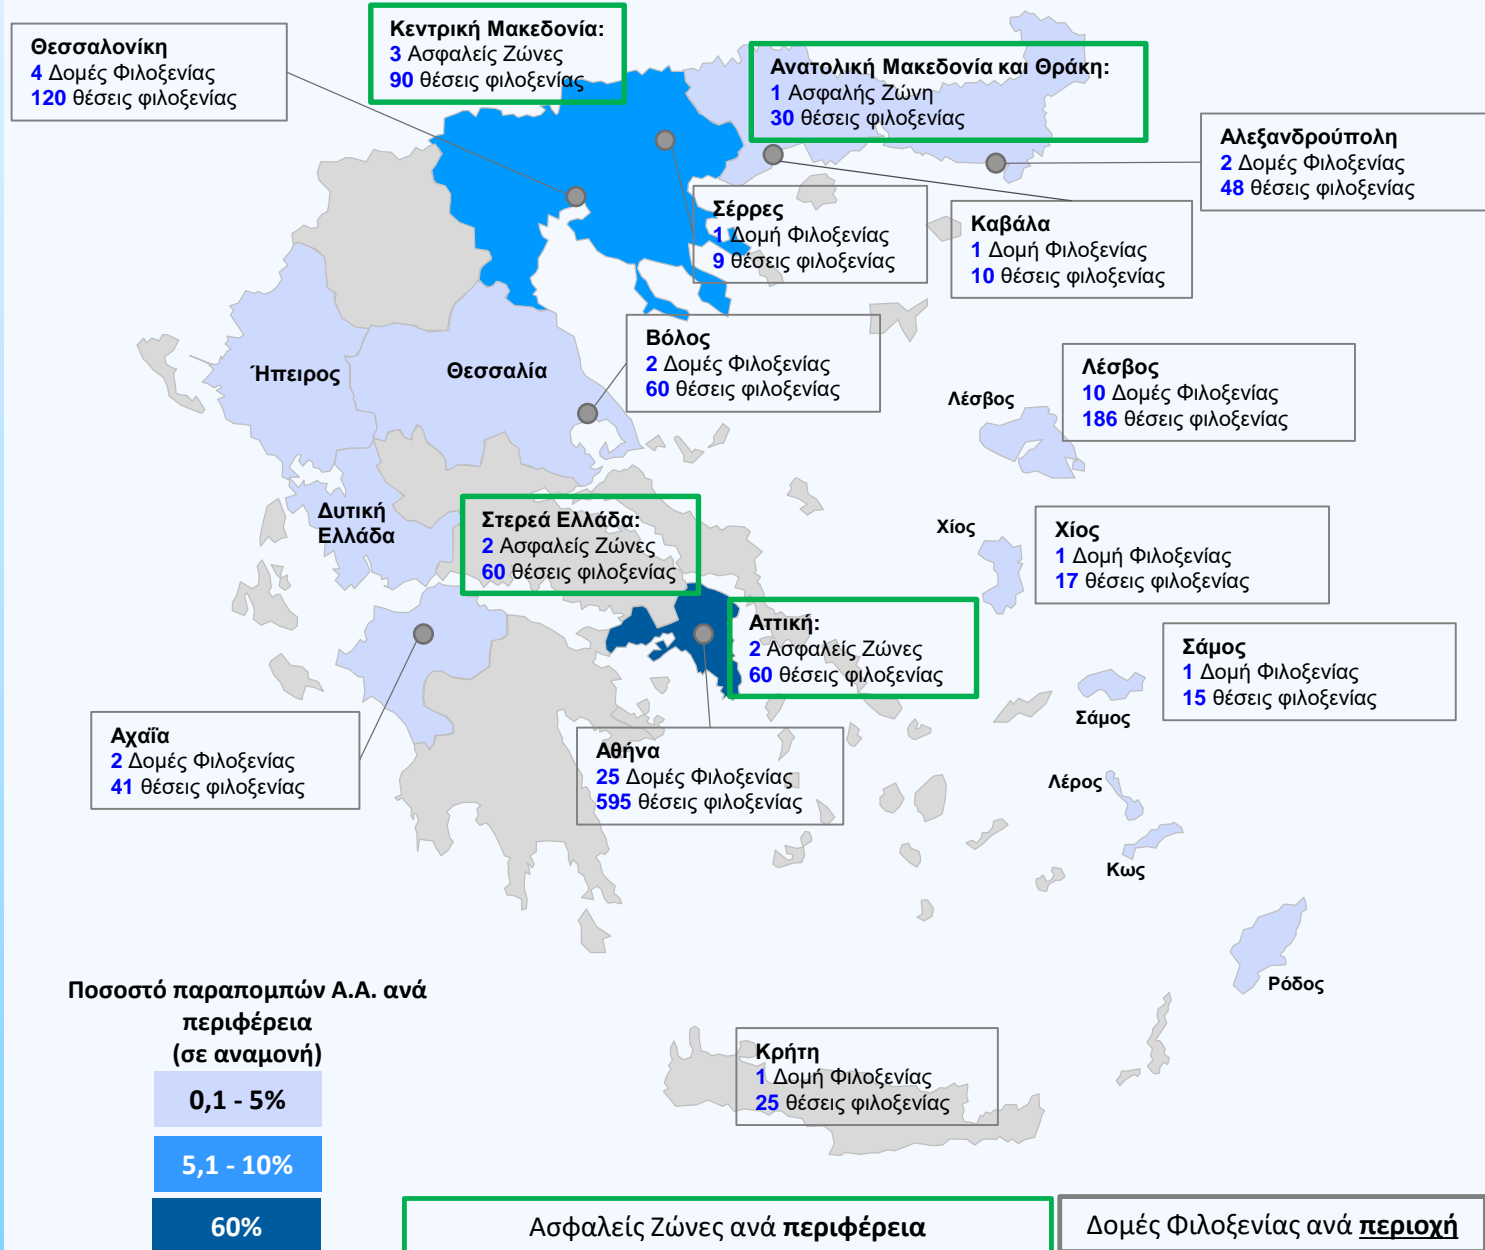 Κεντρική Μακεδονία:
3 Ασφαλείς Ζώνες
90 θέσεις φιλοξενίας
Θεσσαλονίκη
4 Δομές Φιλοξενίας
120 θέσεις φιλοξενίας
Ανατολική Μακεδονία και Θράκη:
1 Ασφαλής Ζώνη
30 θέσεις φιλοξενίας
Αλεξανδρούπολη
2 Δομές Φιλοξενίας
48 θέσεις φιλοξενίας
Σέρρες
1 Δομή Φιλοξενίας
9 θέσεις φιλοξενίας
Καβάλα
1 Δομή Φιλοξενίας
10 θέσεις φιλοξενίας
Βόλος
2 Δομές Φιλοξενίας
60 θέσεις φιλοξενίας
Ήπειρος
Θεσσαλία
Λέσβος
Λέσβος
10 Δομές Φιλοξενίας
186 θέσεις φιλοξενίας
Δυτική
Ελλάδα
Στερεά Ελλάδα:
2 Ασφαλείς Ζώνες
60 θέσεις φιλοξενίας
Χίος
Χίος
1 Δομή Φιλοξενίας
17 θέσεις φιλοξενίας
Αττική:
2 Ασφαλείς Ζώνες
60 θέσεις φιλοξενίας
Σάμος
1 Δομή Φιλοξενίας
15 θέσεις φιλοξενίας
Σάμος
Αχαΐα
2 Δομές Φιλοξενίας
41 θέσεις φιλοξενίας
Αθήνα
25 Δομές Φιλοξενίας
595 θέσεις φιλοξενίας
Λέρος
Κως
Ρόδος
Ποσοστό παραπομπών Α.Α. ανά
περιφέρεια
(σε αναμονή)
0,1 - 5%
5,1 - 10%
60%
Κρήτη
1 Δομή Φιλοξενίας
25 θέσεις φιλοξενίας
Ασφαλείς Ζώνες ανά περιφέρεια
Δομές Φιλοξενίας ανά περιοχή